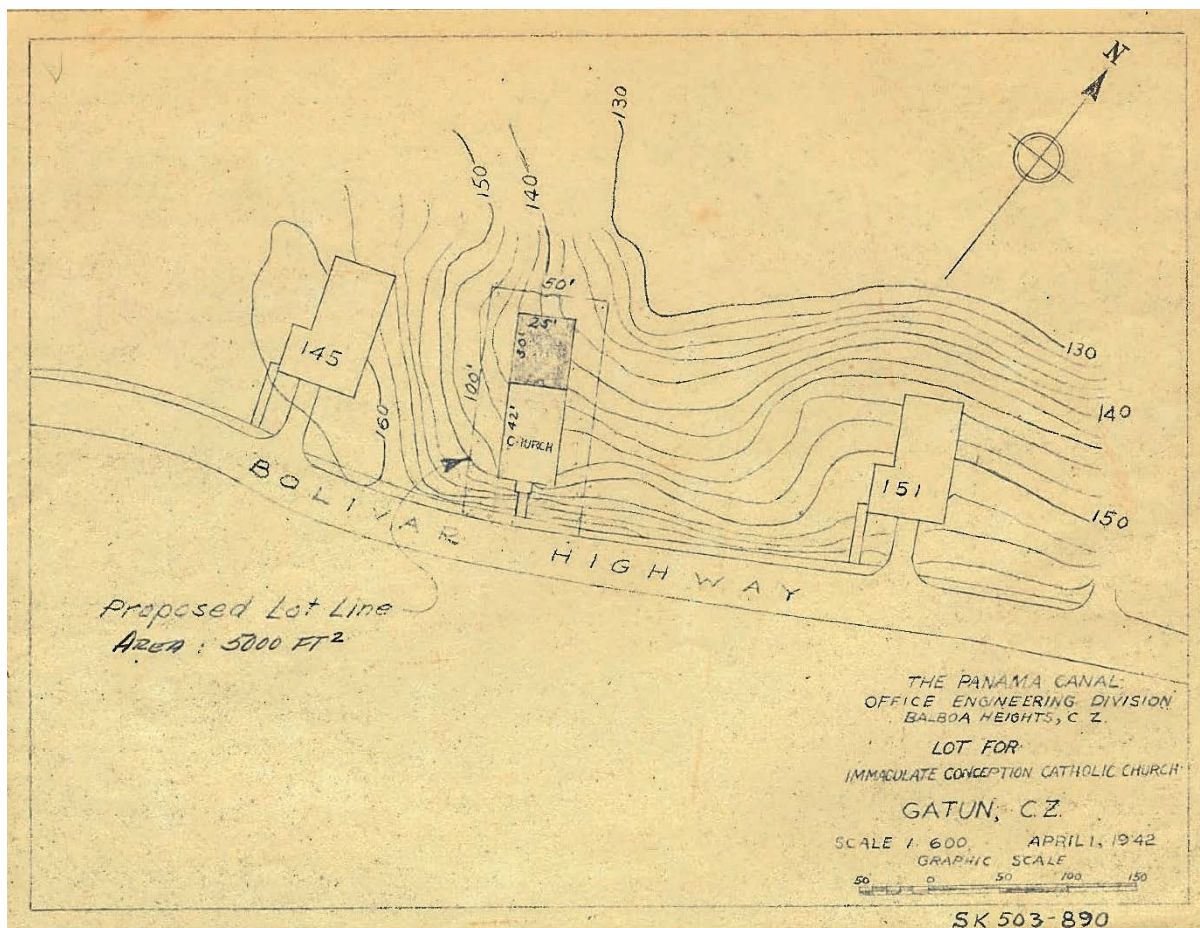 N
130
150
140
50'
25'
30'
145
100'
42'
CHURCH
160
130
140
151
150
BOLIVAR HIGHWAY
Proposed Lot Line
AREA : 5000 FT²
THE PANAMA CANAL
OFFICE ENGINEERING DIVISION
BALBOA HEIGHTS, C. Z.
LOT FOR
IMMACULATE CONCEPTION CATHOLIC CHURCH
GATUN, C.Z.
SCALE 1:600, APRIL 1, 1942
GRAPHIC SCALE
50 0 50 100 150
SK 503-890